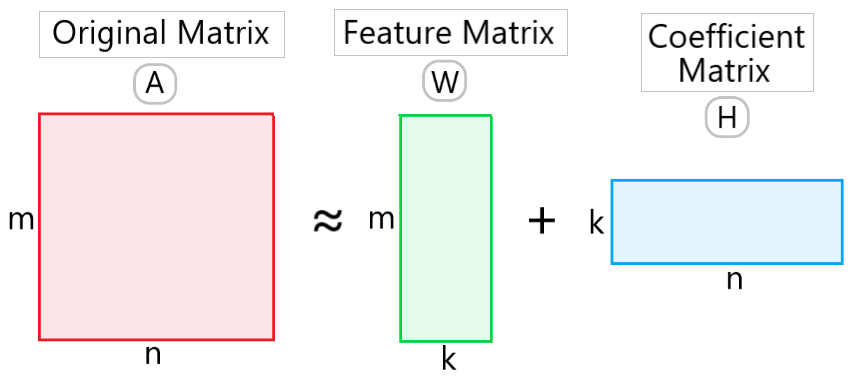 Original Matrix
A
m
n
≈
Feature Matrix
W
m
k
+
Coefficient
Matrix
H
k
n